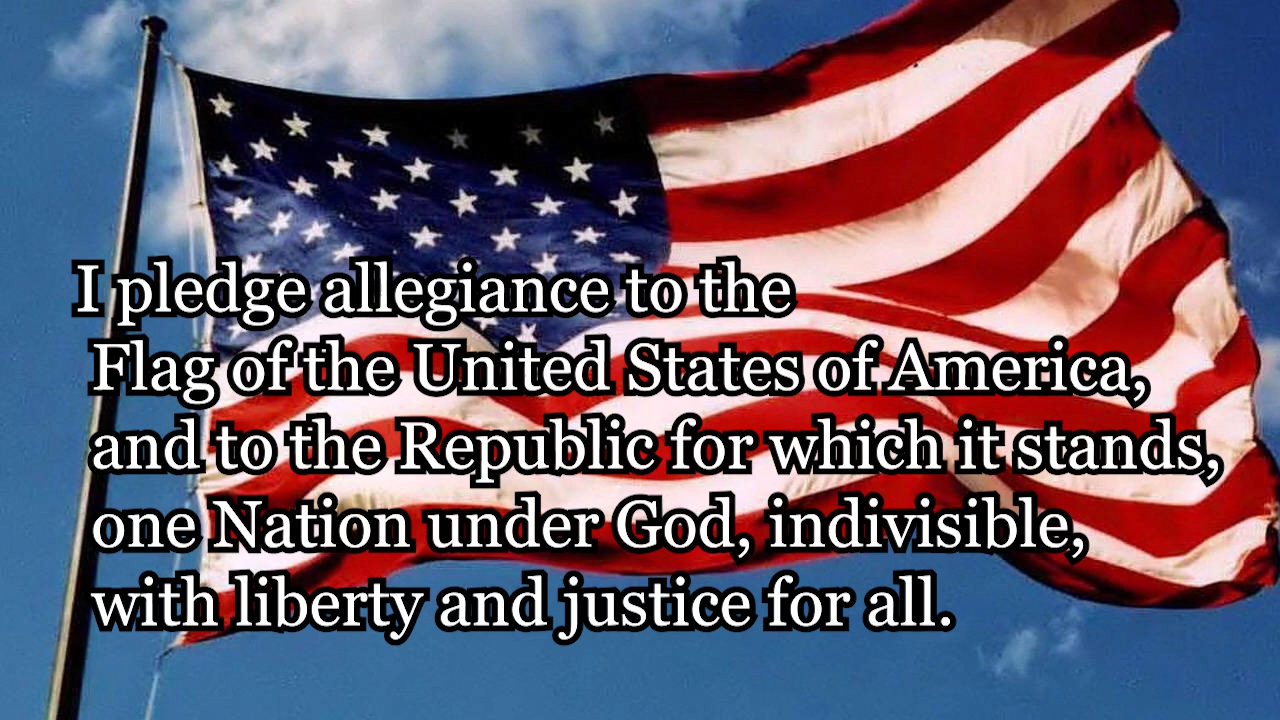 I pledge allegiance to the
Flag of the United States of America,
and to the Republic for which it stands,
one Nation under God, indivisible,
with liberty and justice for all.